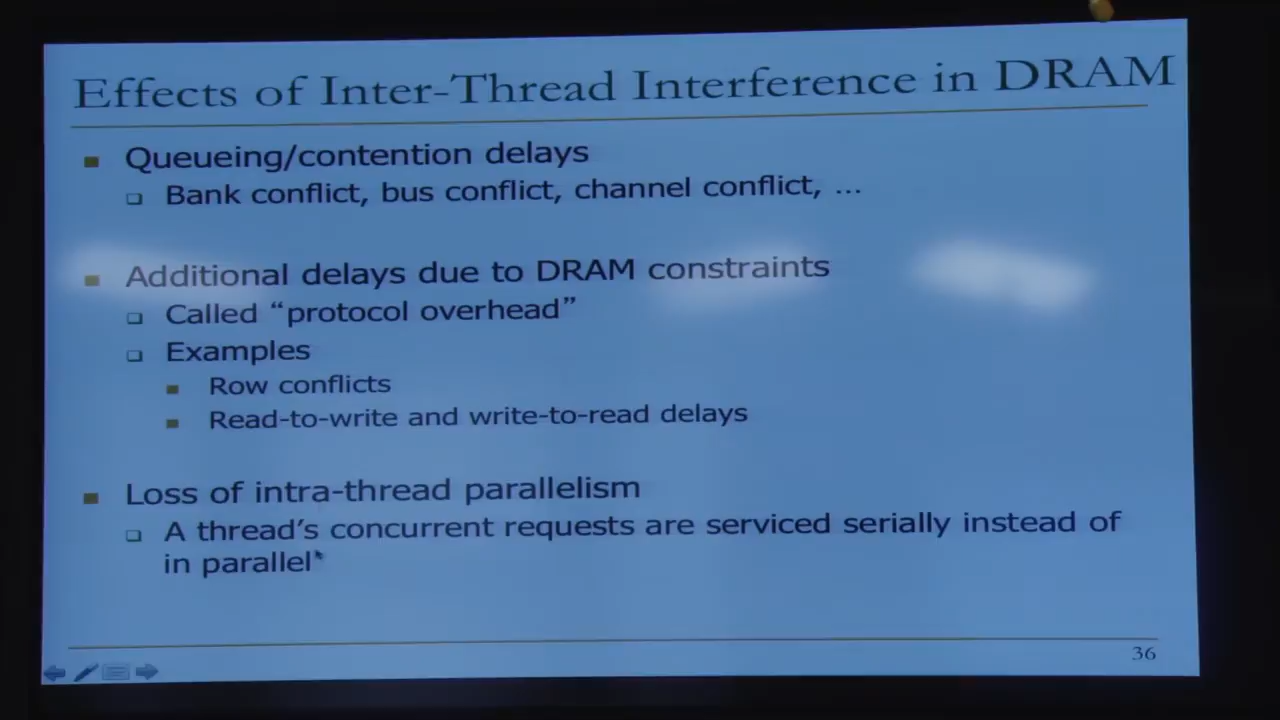 Effects of Inter-Thread Interference in DRAM
Queueing/contention delays
Bank conflict, bus conflict, channel conflict, …
Additional delays due to DRAM constraints
Called “protocol overhead”
Examples
Row conflicts
Read-to-write and write-to-read delays
Loss of intra-thread parallelism
A thread’s concurrent requests are serviced serially instead of
in parallel
36